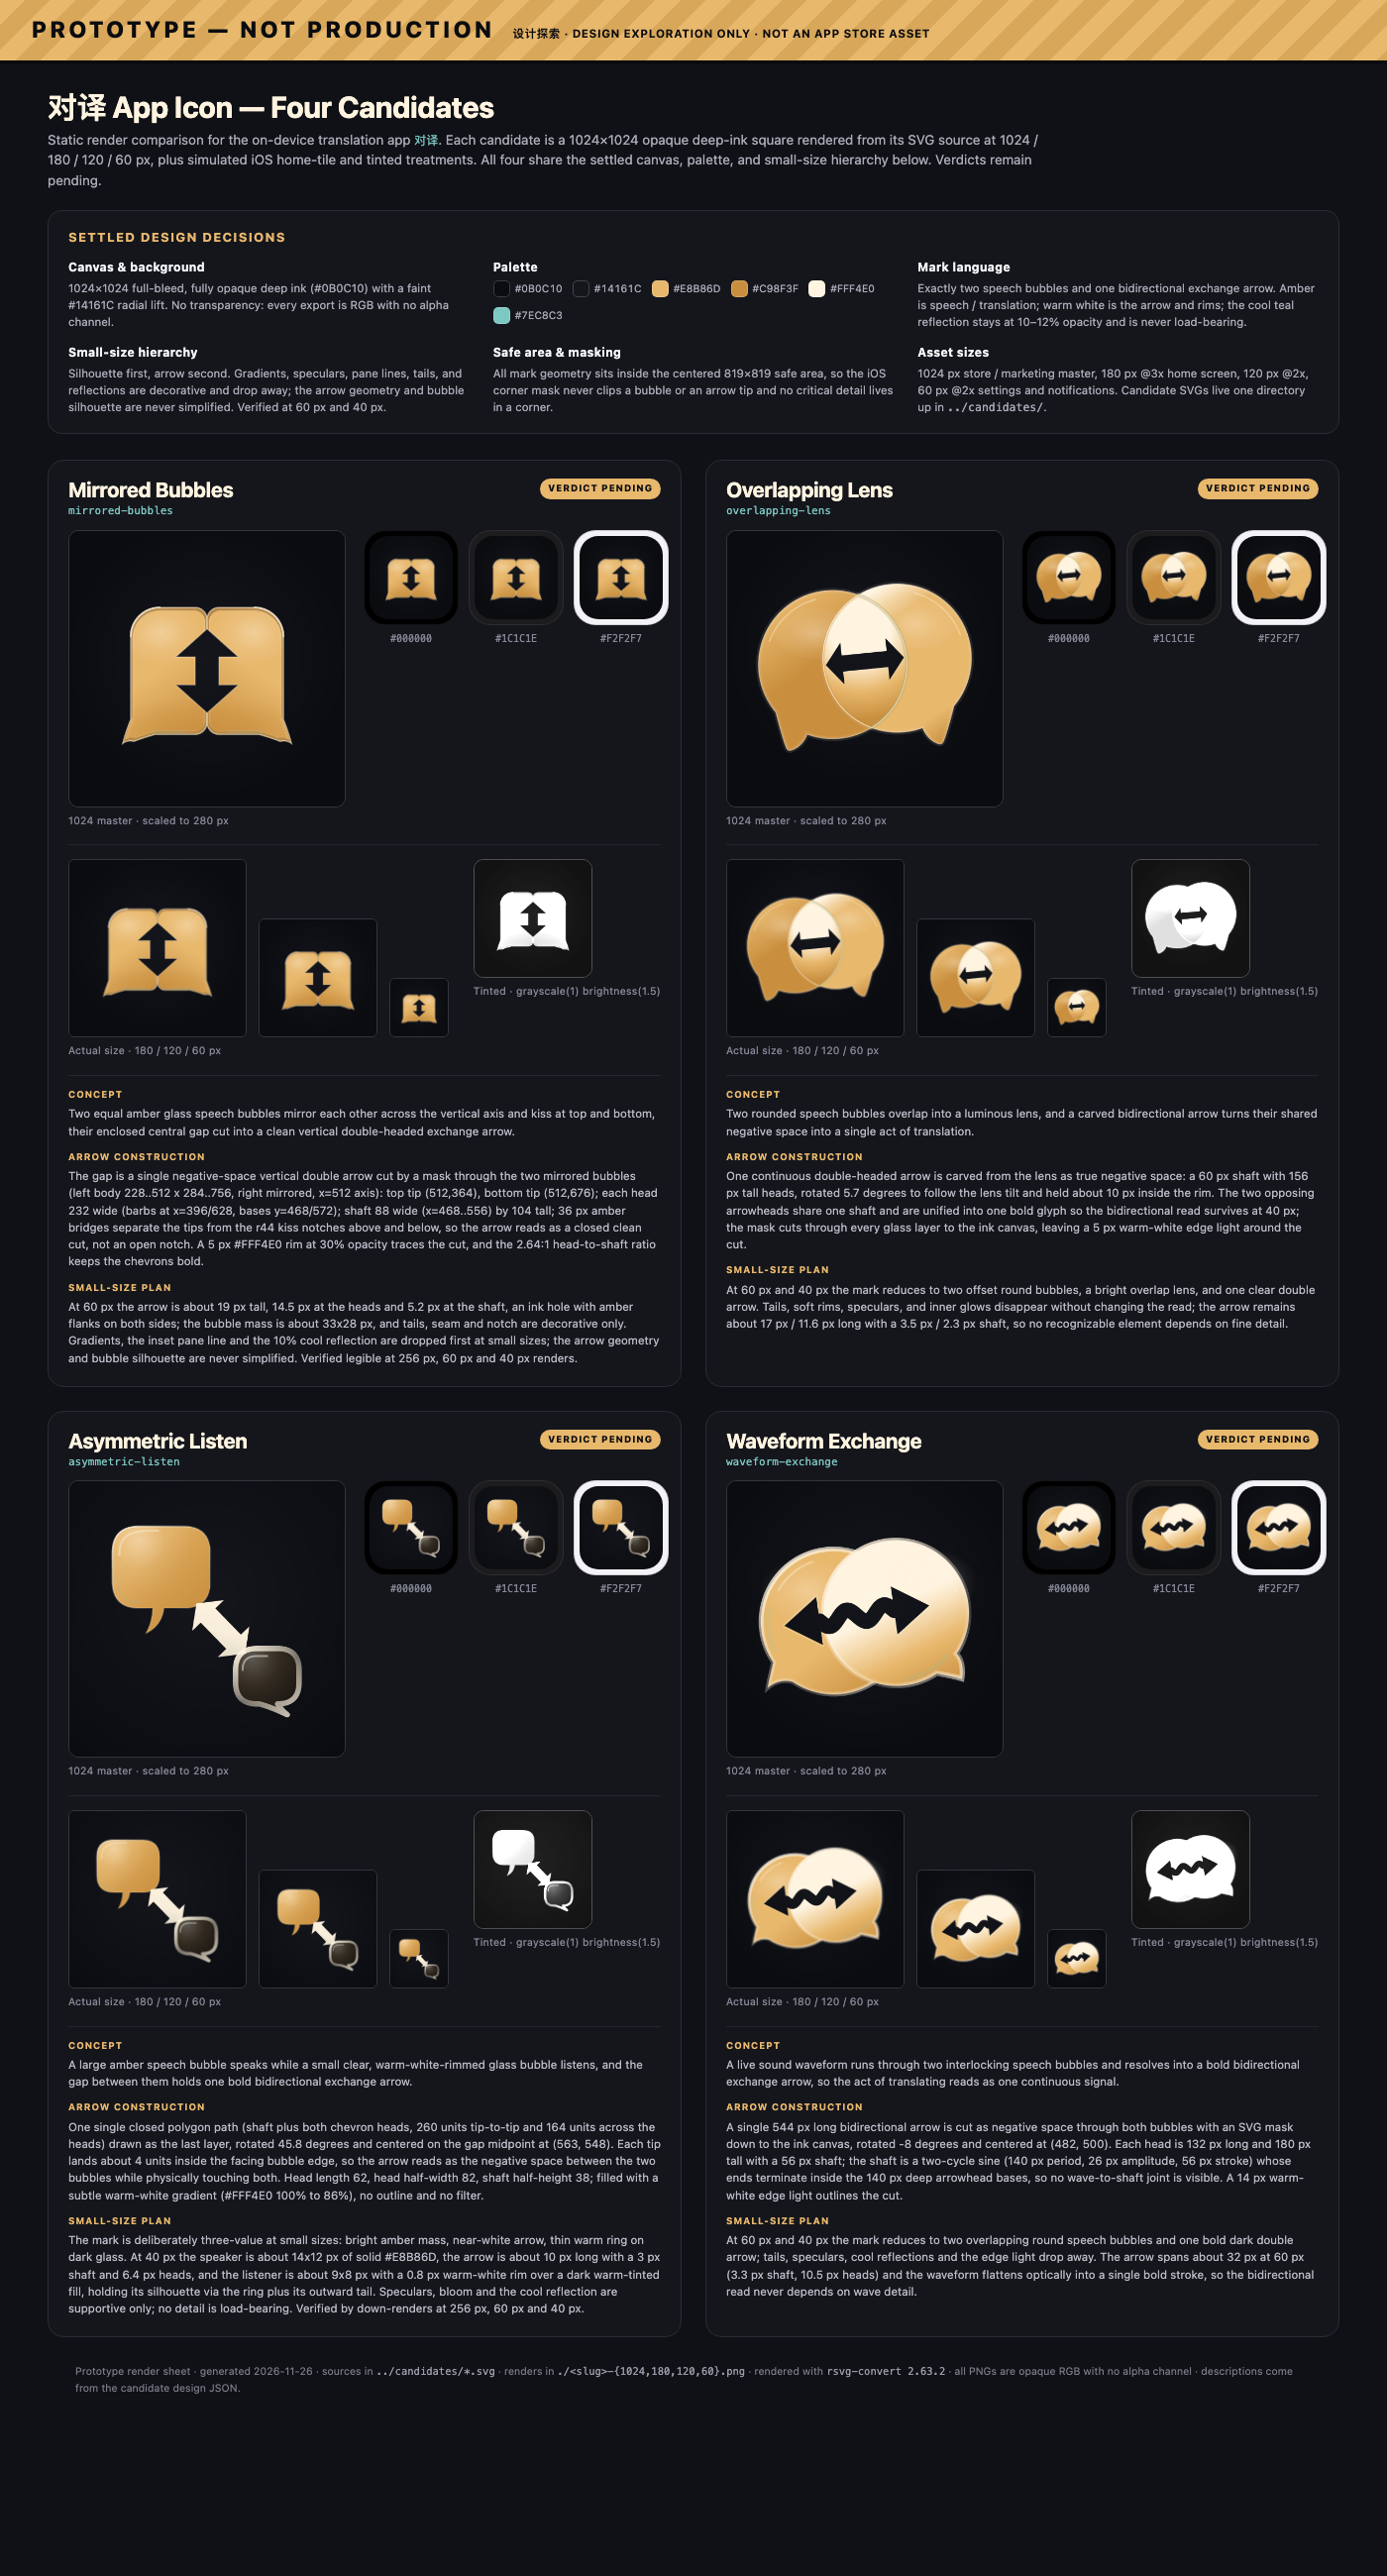 PROTOTYPE — NOT PRODUCTION
设计探索 · DESIGN EXPLORATION ONLY · NOT AN APP STORE ASSET
对译 App Icon — Four Candidates
Static render comparison for the on-device translation app 对译. Each candidate is a 1024×1024 opaque deep-ink square rendered from its SVG source at 1024 /
180 / 120 / 60 px, plus simulated iOS home-tile and tinted treatments. All four share the settled canvas, palette, and small-size hierarchy below. Verdicts remain
pending.
SETTLED DESIGN DECISIONS
Canvas & background
1024×1024 full-bleed, fully opaque deep ink (#0B0C10) with a faint
#14161C radial lift. No transparency: every export is RGB with no alpha
channel.
Palette
#0B0C10 #14161C #E8B86D #C98F3F #FFF4E0
#7EC8C3
Mark language
Exactly two speech bubbles and one bidirectional exchange arrow. Amber
is speech / translation; warm white is the arrow and rims; the cool teal
reflection stays at 10–12% opacity and is never load-bearing.
Small-size hierarchy
Silhouette first, arrow second. Gradients, speculars, pane lines, tails, and
reflections are decorative and drop away; the arrow geometry and bubble
silhouette are never simplified. Verified at 60 px and 40 px.
Safe area & masking
All mark geometry sits inside the centered 819×819 safe area, so the iOS
corner mask never clips a bubble or an arrow tip and no critical detail lives
in a corner.
Asset sizes
1024 px store / marketing master, 180 px @3x home screen, 120 px @2x,
60 px @2x settings and notifications. Candidate SVGs live one directory
up in ../candidates/.
Mirrored Bubbles
VERDICT PENDING
mirrored-bubbles
#000000
#1C1C1E
#F2F2F7
1024 master · scaled to 280 px
Tinted · grayscale(1) brightness(1.5)
Actual size · 180 / 120 / 60 px
CONCEPT
Two equal amber glass speech bubbles mirror each other across the vertical axis and kiss at top and bottom,
their enclosed central gap cut into a clean vertical double-headed exchange arrow.
ARROW CONSTRUCTION
The gap is a single negative-space vertical double arrow cut by a mask through the two mirrored bubbles
(left body 228..512 x 284..756, right mirrored, x=512 axis): top tip (512,364), bottom tip (512,676); each head
232 wide (barbs at x=396/628, bases y=468/572); shaft 88 wide (x=468..556) by 104 tall; 36 px amber
bridges separate the tips from the r44 kiss notches above and below, so the arrow reads as a closed clean
cut, not an open notch. A 5 px #FFF4E0 rim at 30% opacity traces the cut, and the 2.64:1 head-to-shaft ratio
keeps the chevrons bold.
SMALL-SIZE PLAN
At 60 px the arrow is about 19 px tall, 14.5 px at the heads and 5.2 px at the shaft, an ink hole with amber
flanks on both sides; the bubble mass is about 33x28 px, and tails, seam and notch are decorative only.
Gradients, the inset pane line and the 10% cool reflection are dropped first at small sizes; the arrow geometry
and bubble silhouette are never simplified. Verified legible at 256 px, 60 px and 40 px renders.
Overlapping Lens
VERDICT PENDING
overlapping-lens
#000000
#1C1C1E
#F2F2F7
1024 master · scaled to 280 px
Tinted · grayscale(1) brightness(1.5)
Actual size · 180 / 120 / 60 px
CONCEPT
Two rounded speech bubbles overlap into a luminous lens, and a carved bidirectional arrow turns their shared
negative space into a single act of translation.
ARROW CONSTRUCTION
One continuous double-headed arrow is carved from the lens as true negative space: a 60 px shaft with 156
px tall heads, rotated 5.7 degrees to follow the lens tilt and held about 10 px inside the rim. The two opposing
arrowheads share one shaft and are unified into one bold glyph so the bidirectional read survives at 40 px;
the mask cuts through every glass layer to the ink canvas, leaving a 5 px warm-white edge light around the
cut.
SMALL-SIZE PLAN
At 60 px and 40 px the mark reduces to two offset round bubbles, a bright overlap lens, and one clear double
arrow. Tails, soft rims, speculars, and inner glows disappear without changing the read; the arrow remains
about 17 px / 11.6 px long with a 3.5 px / 2.3 px shaft, so no recognizable element depends on fine detail.
Asymmetric Listen
VERDICT PENDING
asymmetric-listen
#000000
#1C1C1E
#F2F2F7
1024 master · scaled to 280 px
Tinted · grayscale(1) brightness(1.5)
Actual size · 180 / 120 / 60 px
CONCEPT
A large amber speech bubble speaks while a small clear, warm-white-rimmed glass bubble listens, and the
gap between them holds one bold bidirectional exchange arrow.
ARROW CONSTRUCTION
One single closed polygon path (shaft plus both chevron heads, 260 units tip-to-tip and 164 units across the
heads) drawn as the last layer, rotated 45.8 degrees and centered on the gap midpoint at (563, 548). Each tip
lands about 4 units inside the facing bubble edge, so the arrow reads as the negative space between the two
bubbles while physically touching both. Head length 62, head half-width 82, shaft half-height 38; filled with a
subtle warm-white gradient (#FFF4E0 100% to 86%), no outline and no filter.
SMALL-SIZE PLAN
The mark is deliberately three-value at small sizes: bright amber mass, near-white arrow, thin warm ring on
dark glass. At 40 px the speaker is about 14x12 px of solid #E8B86D, the arrow is about 10 px long with a 3 px
shaft and 6.4 px heads, and the listener is about 9x8 px with a 0.8 px warm-white rim over a dark warm-tinted
fill, holding its silhouette via the ring plus its outward tail. Speculars, bloom and the cool reflection are
supportive only; no detail is load-bearing. Verified by down-renders at 256 px, 60 px and 40 px.
Waveform Exchange
VERDICT PENDING
waveform-exchange
#000000
#1C1C1E
#F2F2F7
1024 master · scaled to 280 px
Tinted · grayscale(1) brightness(1.5)
Actual size · 180 / 120 / 60 px
CONCEPT
A live sound waveform runs through two interlocking speech bubbles and resolves into a bold bidirectional
exchange arrow, so the act of translating reads as one continuous signal.
ARROW CONSTRUCTION
A single 544 px long bidirectional arrow is cut as negative space through both bubbles with an SVG mask
down to the ink canvas, rotated -8 degrees and centered at (482, 500). Each head is 132 px long and 180 px
tall with a 56 px shaft; the shaft is a two-cycle sine (140 px period, 26 px amplitude, 56 px stroke) whose
ends terminate inside the 140 px deep arrowhead bases, so no wave-to-shaft joint is visible. A 14 px warm-
white edge light outlines the cut.
SMALL-SIZE PLAN
At 60 px and 40 px the mark reduces to two overlapping round speech bubbles and one bold dark double
arrow; tails, speculars, cool reflections and the edge light drop away. The arrow spans about 32 px at 60 px
(3.3 px shaft, 10.5 px heads) and the waveform flattens optically into a single bold stroke, so the bidirectional
read never depends on wave detail.
Prototype render sheet · generated 2026-11-26 · sources in ../candidates/*.svg · renders in ./<slug>-{1024,180,120,60}.png · rendered with rsvg-convert 2.63.2 · all PNGs are opaque RGB with no alpha channel · descriptions come
from the candidate design JSON.